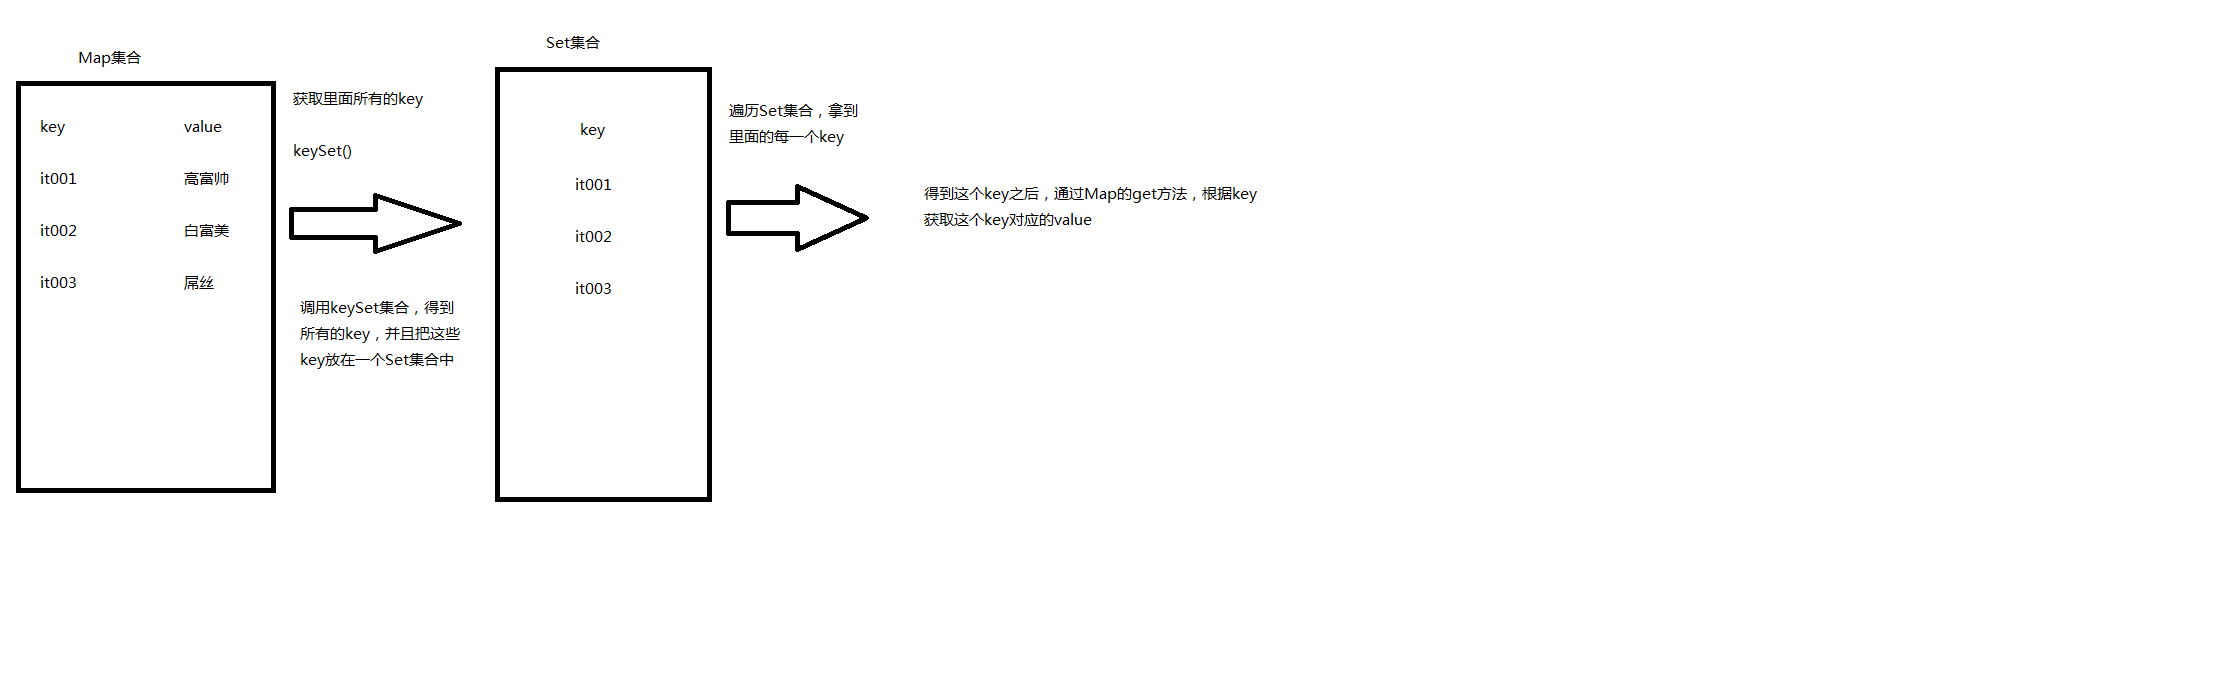 Map集合
key value
it001 高富帅
it002 白富美
it003 屌丝
获取里面所有的key
keySet()
调用keySet集合，得到
所有的key，并且把这些
key放在一个Set集合中
Set集合
key
it001
it002
it003
遍历Set集合，拿到
里面的每一个key
得到这个key之后，通过Map的get方法，根据key
获取这个key对应的value